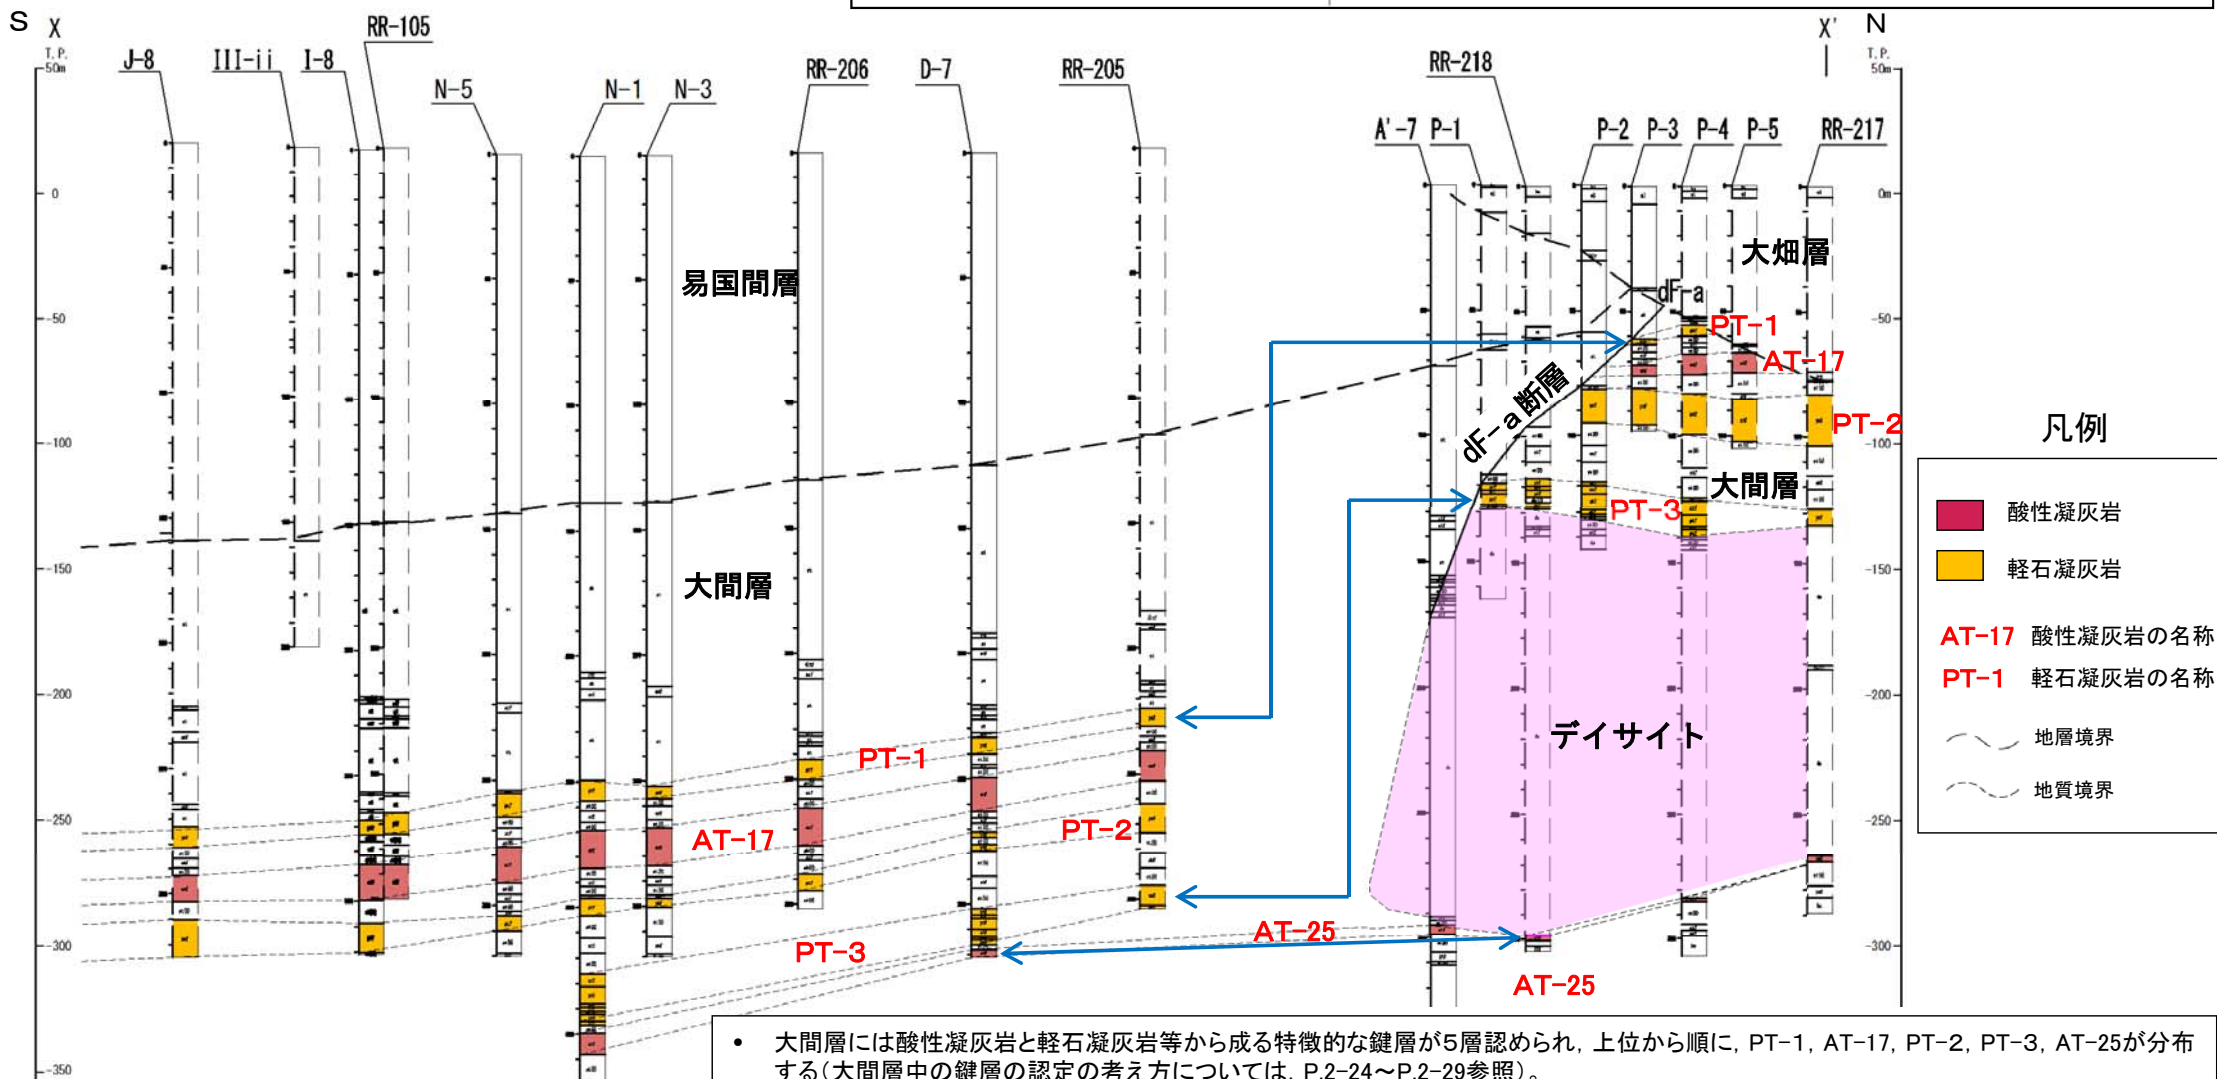 S X
T.P.
50m
J-8
III-ii
I-8
RR-105
N-5
N-1
N-3
RR-206
D-7
RR-205
RR-218
A'-7
P-1
P-2
P-3
P-4
P-5
RR-217
X' N
T.P.
50m
0
-50
-100
-150
-200
-250
-300
-350
0m
-50
-100
-150
-200
-250
-300
易国間層
大畑層
dF-a
PT-1
AT-17
dF-a断層
PT-2
大間層
PT-3
大間層
デイサイト
PT-1
AT-17
PT-2
PT-3
AT-25
AT-25
凡例
酸性凝灰岩
軽石凝灰岩
AT-17 酸性凝灰岩の名称
PT-1 軽石凝灰岩の名称
地層境界
地質境界
• 大間層には酸性凝灰岩と軽石凝灰岩等から成る特徴的な鍵層が5層認められ, 上位から順に, PT-1, AT-17, PT-2, PT-3, AT-25が分布
する(大間層中の鍵層の認定の考え方については, P.2-24~P.2-29参照)。